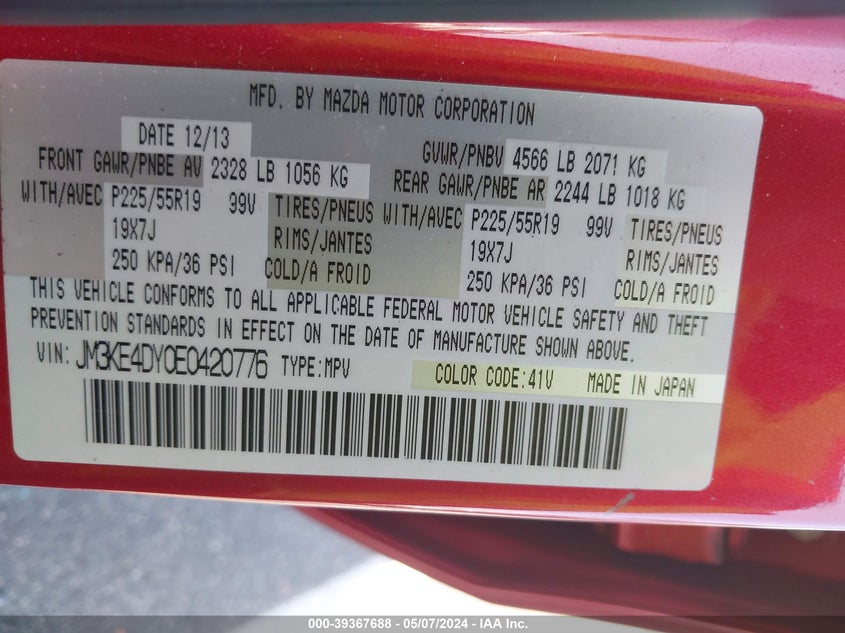 MFD. BY MAZDA MOTOR CORPORATION
DATE 12/13 GVWR/PNBV 4566 LB 2071 KG
FRONT GAWR/PNBE AV 2328 LB 1056 KG REAR GAWR/PNBE AR 2244 LB 1018 KG
WITH/AVEC P225/55R19 99V TIRES/PNEUS WITH/AVEC P225/55R19 99V TIRES/PNEUS
19X7J RIMS/JANTES 19X7J RIMS/JANTES
250 KPA/36 PSI COLD/A FROID 250 KPA/36 PSI COLD/A FROID
THIS VEHICLE CONFORMS TO ALL APPLICABLE FEDERAL MOTOR VEHICLE SAFETY AND THEFT
PREVENTION STANDARDS IN EFFECT ON THE DATE OF MANUFACTURE SHOWN ABOVE.
VIN: JM3KE4DY0E0420776 TYPE:MPV COLOR CODE:41V MADE IN JAPAN
000-39367688 - 05/07/2024 - IAA Inc.